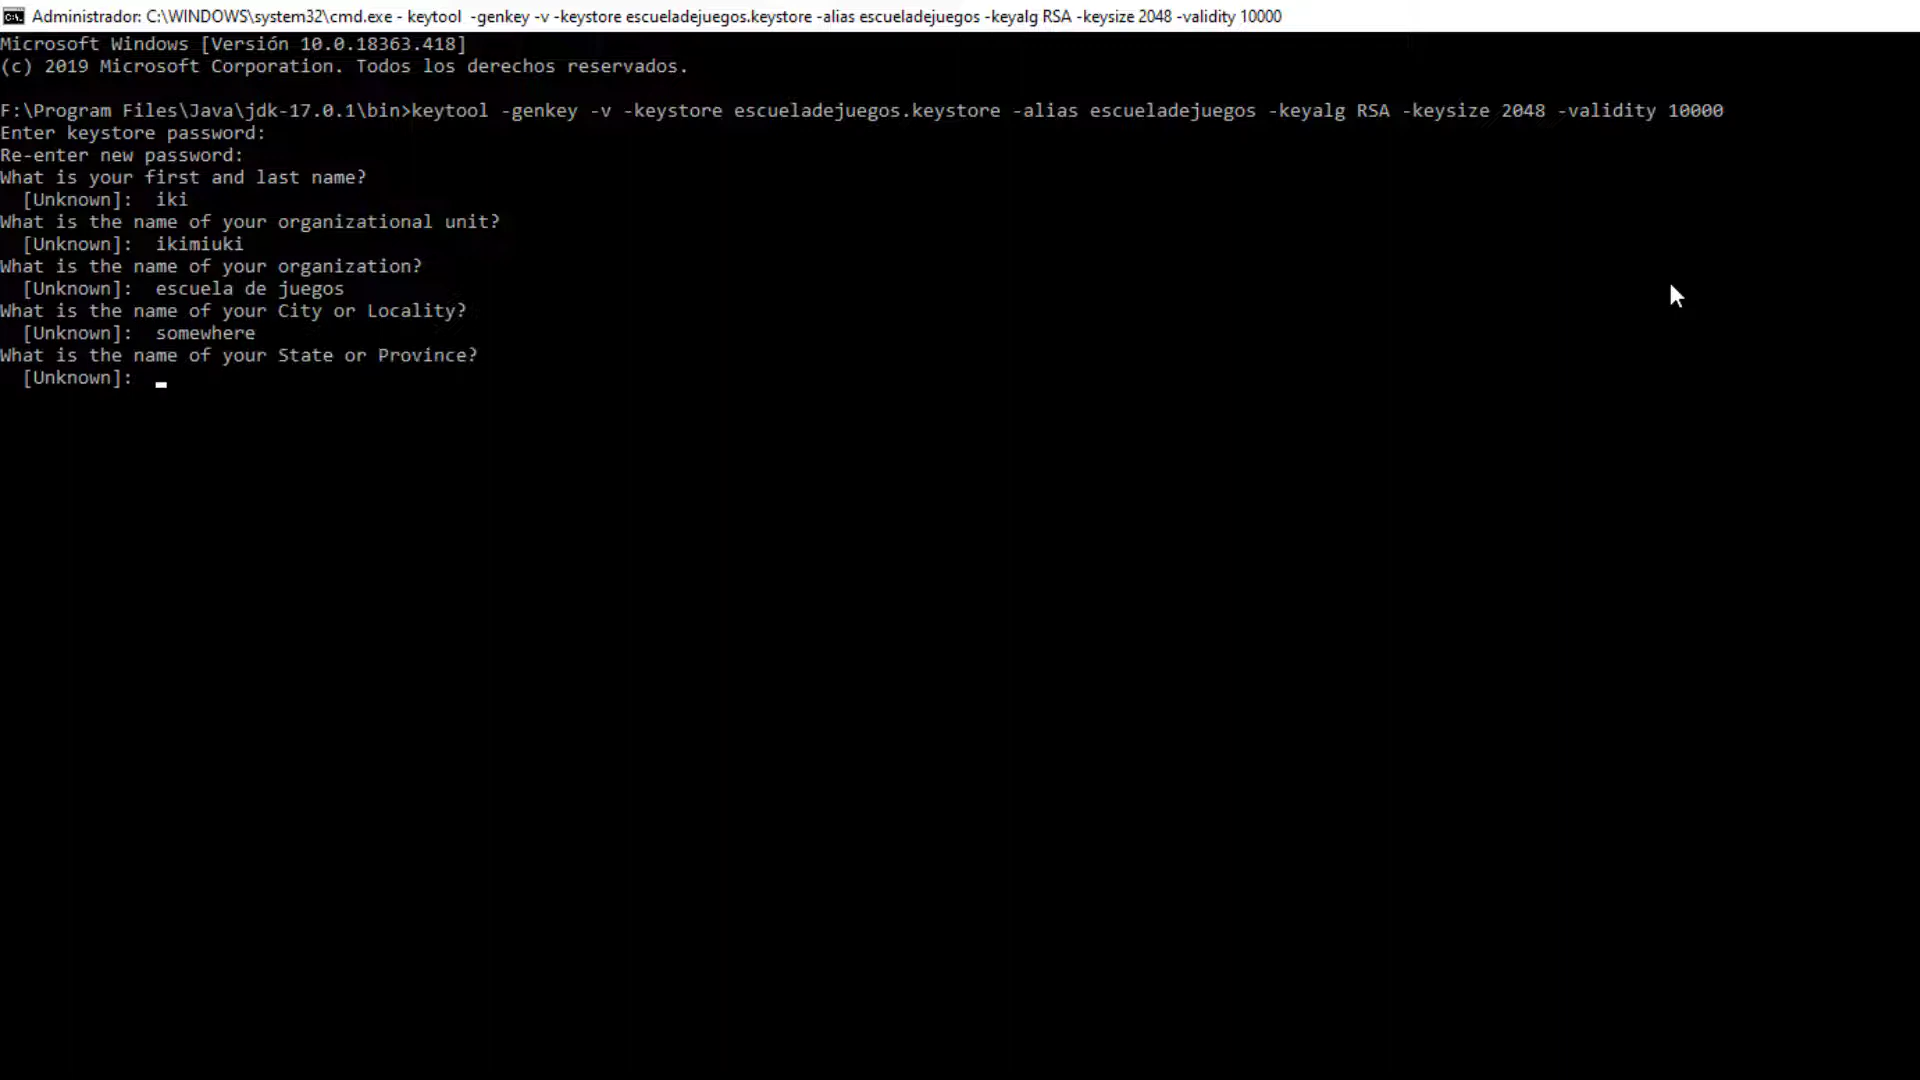 Administrador: C:\WINDOWS\system32\cmd.exe - keytool  -genkey -v -keystore escueladejuegos.keystore -alias escueladejuegos -keyalg RSA -keysize 2048 -validity 10000
Microsoft Windows [Versión 10.0.18363.418]
(c) 2019 Microsoft Corporation. Todos los derechos reservados.
F:\Program Files\Java\jdk-17.0.1\bin>keytool -genkey -v -keystore escueladejuegos.keystore -alias escueladejuegos -keyalg RSA -keysize 2048 -validity 10000
Enter keystore password:
Re-enter new password:
What is your first and last name?
[Unknown]:  iki
What is the name of your organizational unit?
[Unknown]:  ikimiuki
What is the name of your organization?
[Unknown]:  escuela de juegos
What is the name of your City or Locality?
[Unknown]:  somewhere
What is the name of your State or Province?
[Unknown]: